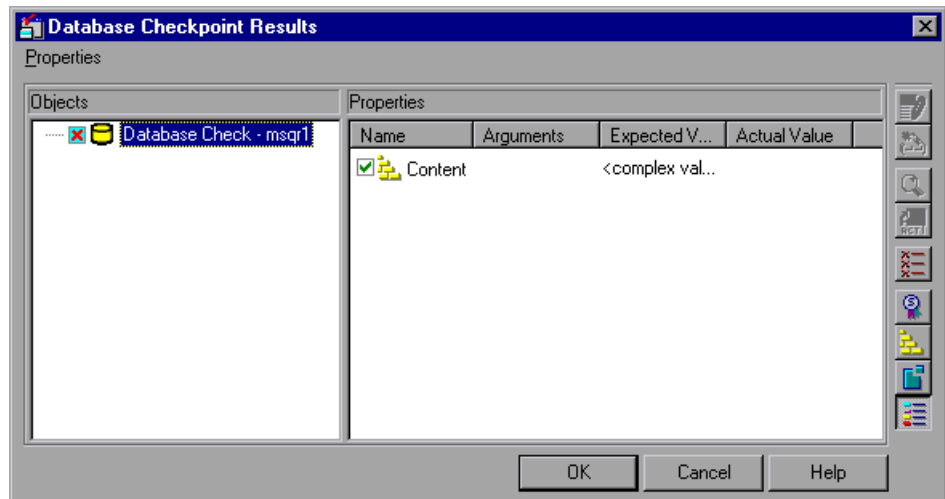 Database Checkpoint Results
Properties
Objects
Properties
Database Check - msqr1
Name Arguments Expected V... Actual Value
Content <complex val...
OK Cancel Help